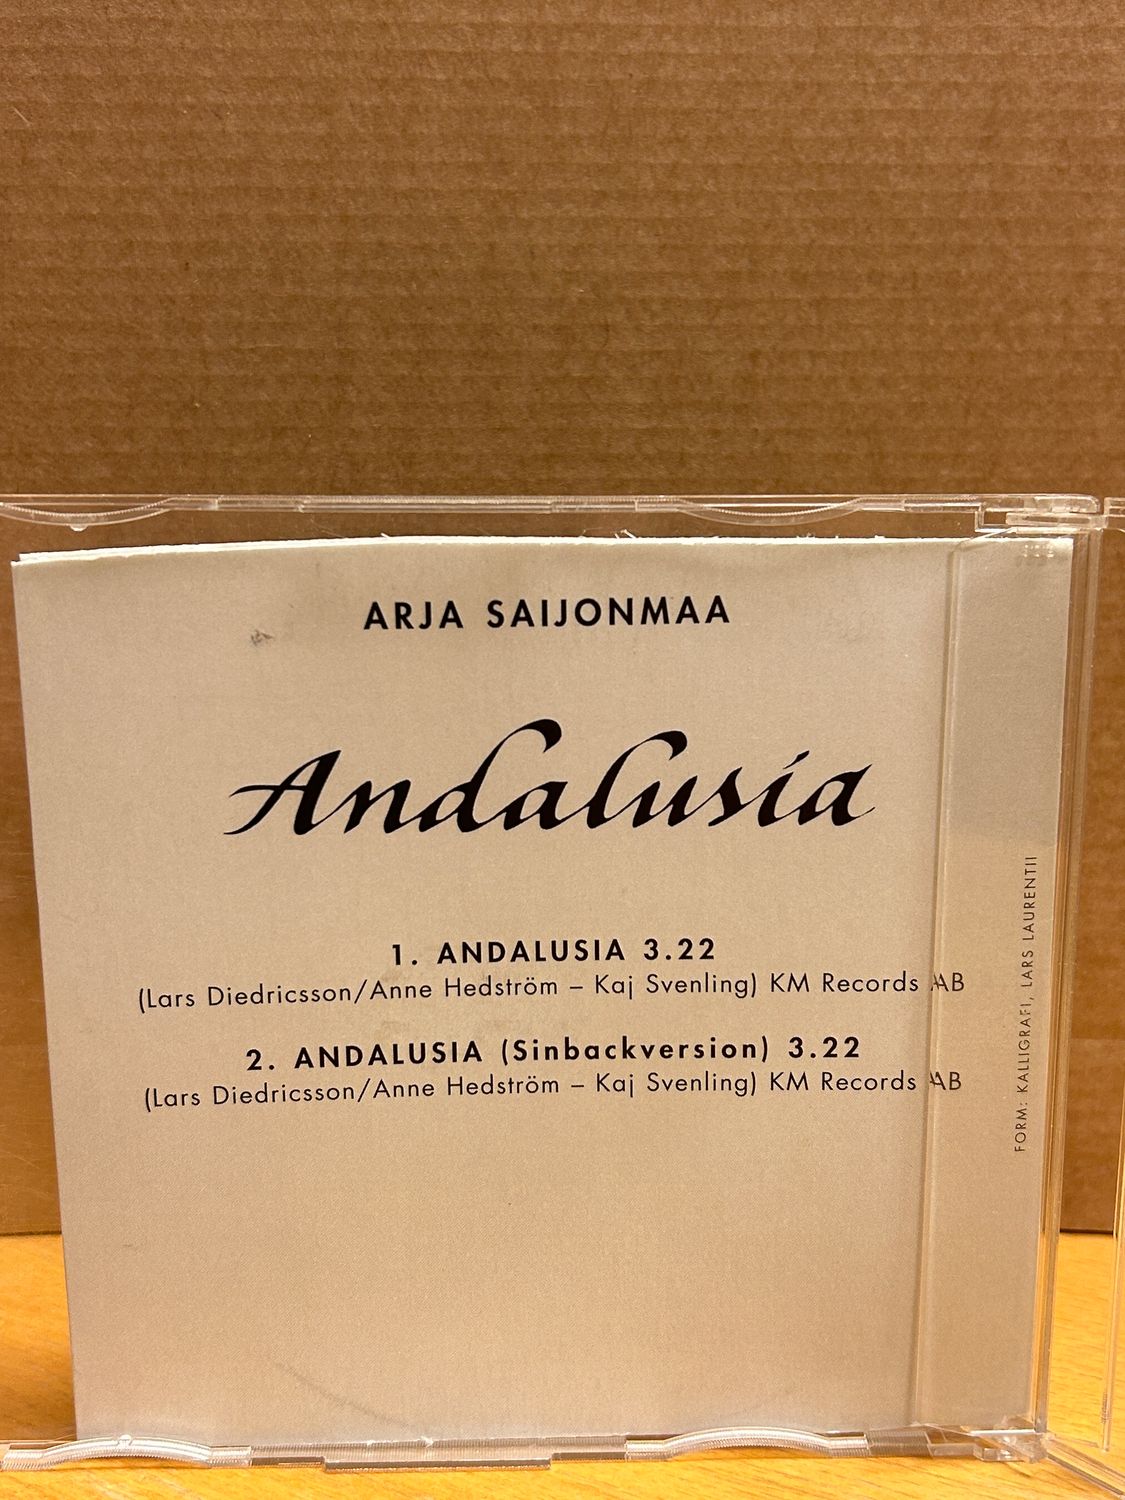 ARJA SAIJONMAA
Andalusia
1. ANDALUSIA 3.22
(Lars Diedricsson/Anne Hedström – Kaj Svenling) KM Records AB
2. ANDALUSIA (Sinbackversion) 3.22
(Lars Diedricsson/Anne Hedström – Kaj Svenling) KM Records AB
FORM: KALLIGRAFI, LARS LAURENTII